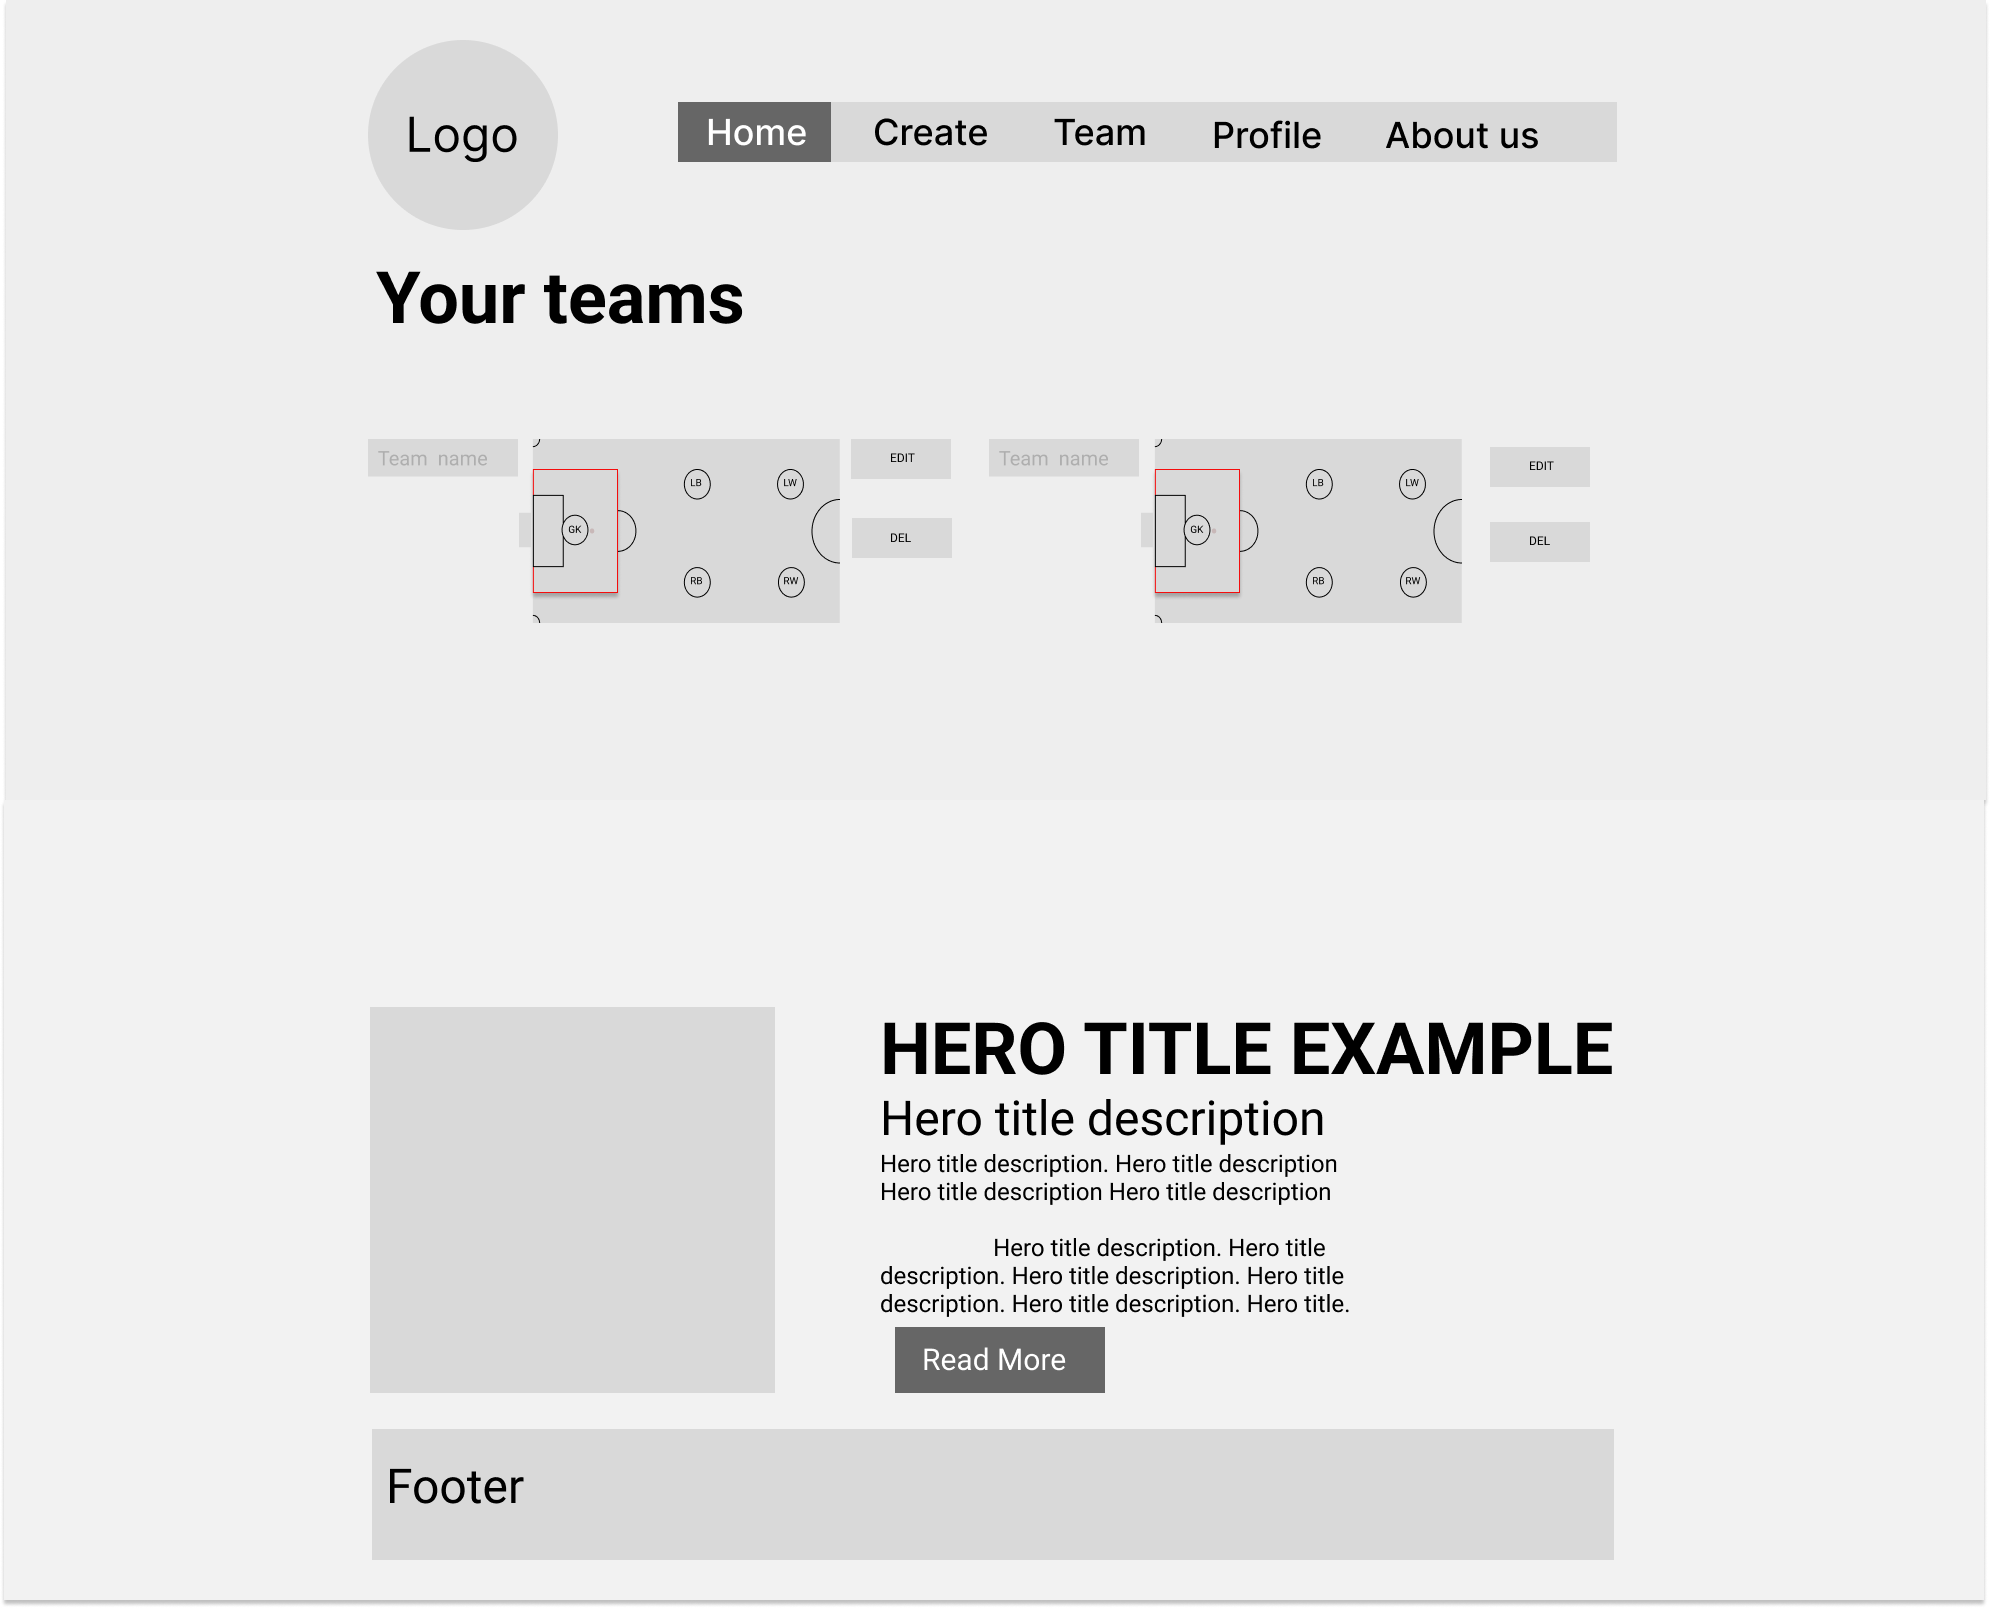 Logo
Home Create Team Profile About us
Your teams
Team name
LB LW
GK
RB RW
EDIT
DEL
Team name
LB LW
GK
RB RW
EDIT
DEL
HERO TITLE EXAMPLE
Hero title description
Hero title description. Hero title description
Hero title description Hero title description
Hero title description. Hero title
description. Hero title description. Hero title
description. Hero title description. Hero title.
Read More
Footer